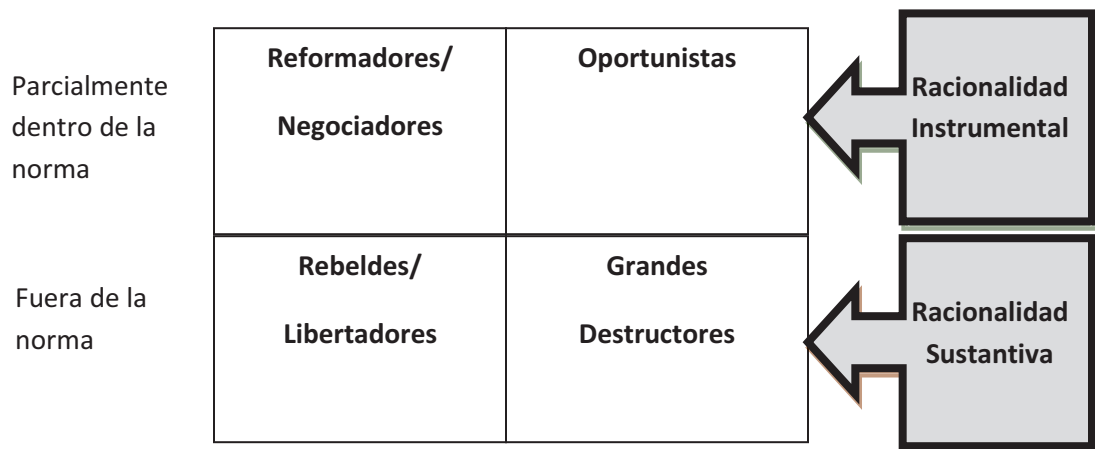 Parcialmente
dentro de la
norma
Reformadores/
Negociadores
Oportunistas
Racionalidad
Instrumental
Fuera de la
norma
Rebeldes/
Libertadores
Grandes
Destructores
Racionalidad
Sustantiva